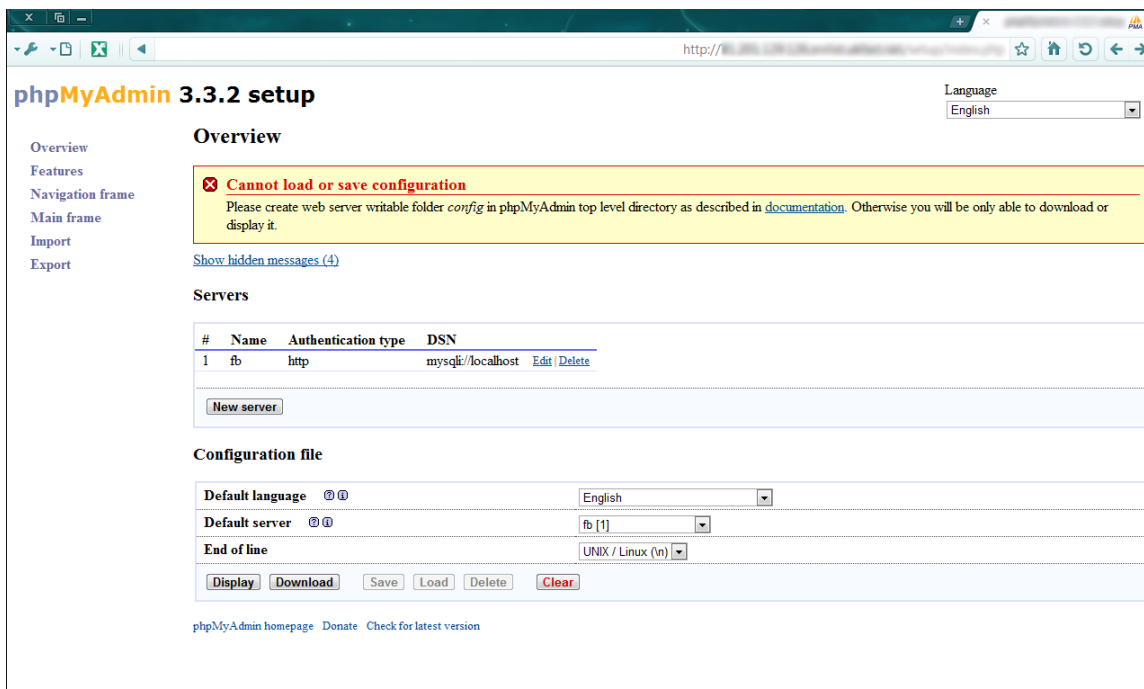 http://
phpMyAdmin 3.3.2 setup
Language
English
Overview
Features
Navigation frame
Main frame
Import
Export
Overview
Cannot load or save configuration
Please create web server writable folder config in phpMyAdmin top level directory as described in documentation. Otherwise you will be only able to download or
display it.
Show hidden messages (4)
Servers
# Name Authentication type DSN
1 fb http mysqli://localhost Edit | Delete
New server
Configuration file
Default language English
Default server fb [1]
End of line UNIX / Linux (\n)
Display Download Save Load Delete Clear
phpMyAdmin homepage Donate Check for latest version